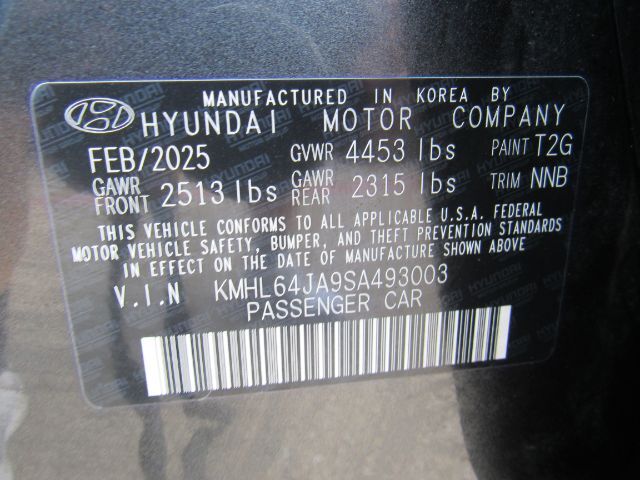 MANUFACTURED IN KOREA BY
HYUNDAI MOTOR COMPANY
FEB/2025 GVWR 4453 lbs PAINT T2G
GAWR FRONT 2513 lbs GAWR REAR 2315 lbs TRIM NNB
THIS VEHICLE CONFORMS TO ALL APPLICABLE U.S.A. FEDERAL
MOTOR VEHICLE SAFETY, BUMPER, AND THEFT PREVENTION STANDARDS
IN EFFECT ON THE DATE OF MANUFACTURE SHOWN ABOVE
V.I.N KMHL64JA9SA493003
PASSENGER CAR